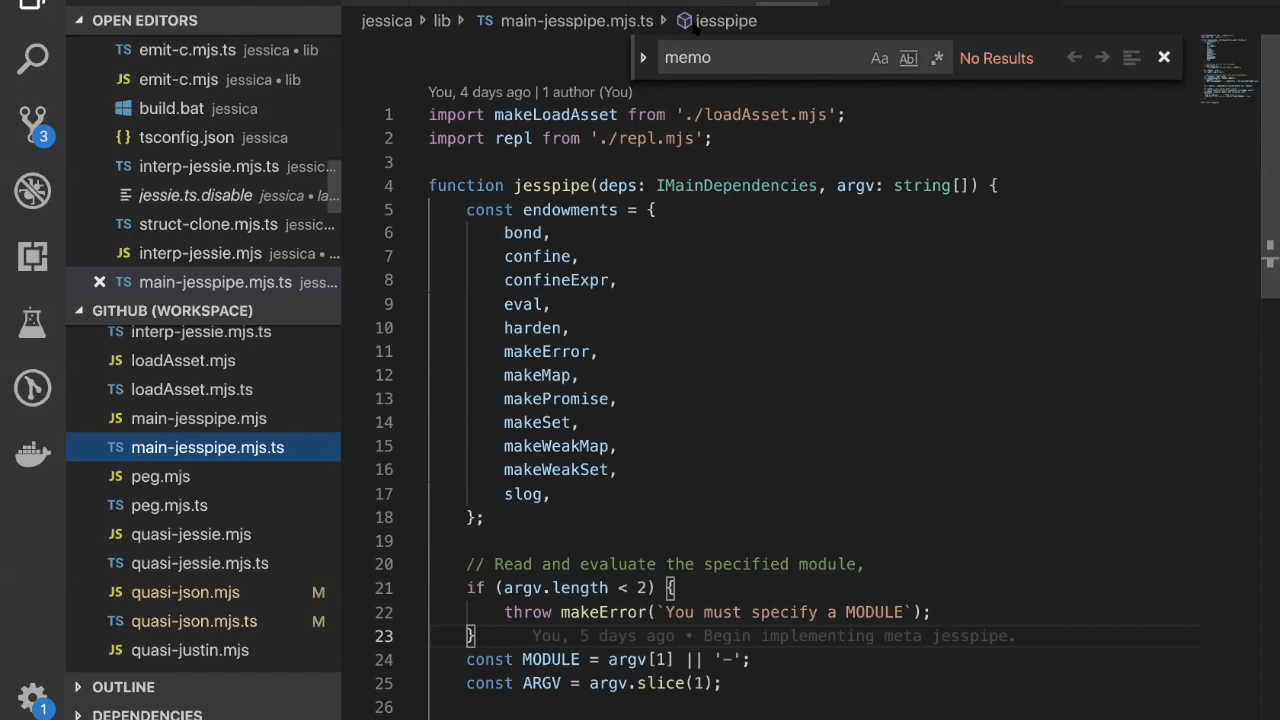 OPEN EDITORS
TS emit-c.mjs.ts jessica • lib
JS emit-c.mjs jessica • lib
build.bat jessica
{} tsconfig.json jessica
TS interp-jessie.mjs.ts jessic...
jessie.ts.disable jessica • la...
TS struct-clone.mjs.ts jessic...
JS interp-jessie.mjs jessica • ...
TS main-jesspipe.mjs.ts jess...
GITHUB (WORKSPACE)
TS interp-jessie.mjs.ts
JS loadAsset.mjs
TS loadAsset.mjs.ts
JS main-jesspipe.mjs
TS main-jesspipe.mjs.ts
JS peg.mjs
TS peg.mjs.ts
JS quasi-jessie.mjs
TS quasi-jessie.mjs.ts
JS quasi-json.mjs M
TS quasi-json.mjs.ts M
JS quasi-justin.mjs
OUTLINE
DEPENDENCIES
3
1
jessica lib TS main-jesspipe.mjs.ts jesspipe
memo Aa Abl .* No Results
You, 4 days ago | 1 author (You)
1 import makeLoadAsset from './loadAsset.mjs';
2 import repl from './repl.mjs';
3
4 function jesspipe(deps: IMainDependencies, argv: string[]) {
5 const endowments = {
6 bond,
7 confine,
8 confineExpr,
9 eval,
10 harden,
11 makeError,
12 makeMap,
13 makePromise,
14 makeSet,
15 makeWeakMap,
16 makeWeakSet,
17 slog,
18 };
19
20 // Read and evaluate the specified module,
21 if (argv.length < 2) {
22 throw makeError(`You must specify a MODULE`);
23 } You, 5 days ago • Begin implementing meta jesspipe.
24 const MODULE = argv[1] || '-';
25 const ARGV = argv.slice(1);
26